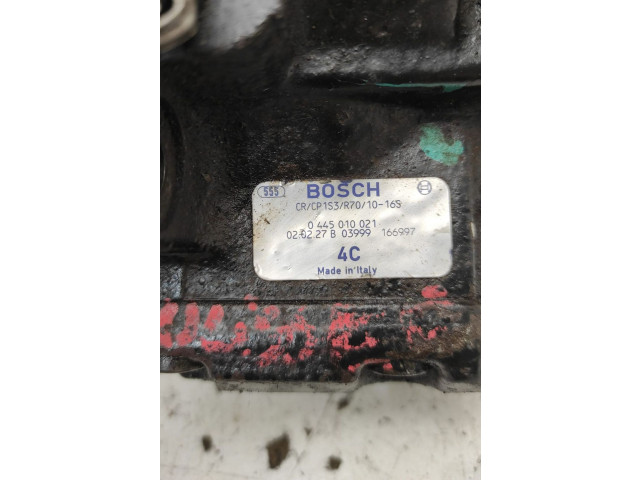 555 BOSCH
CR/CP1S3/R70/10-16S
0 445 010 021
02.02.27 B 03999 166997
4C
Made in Italy